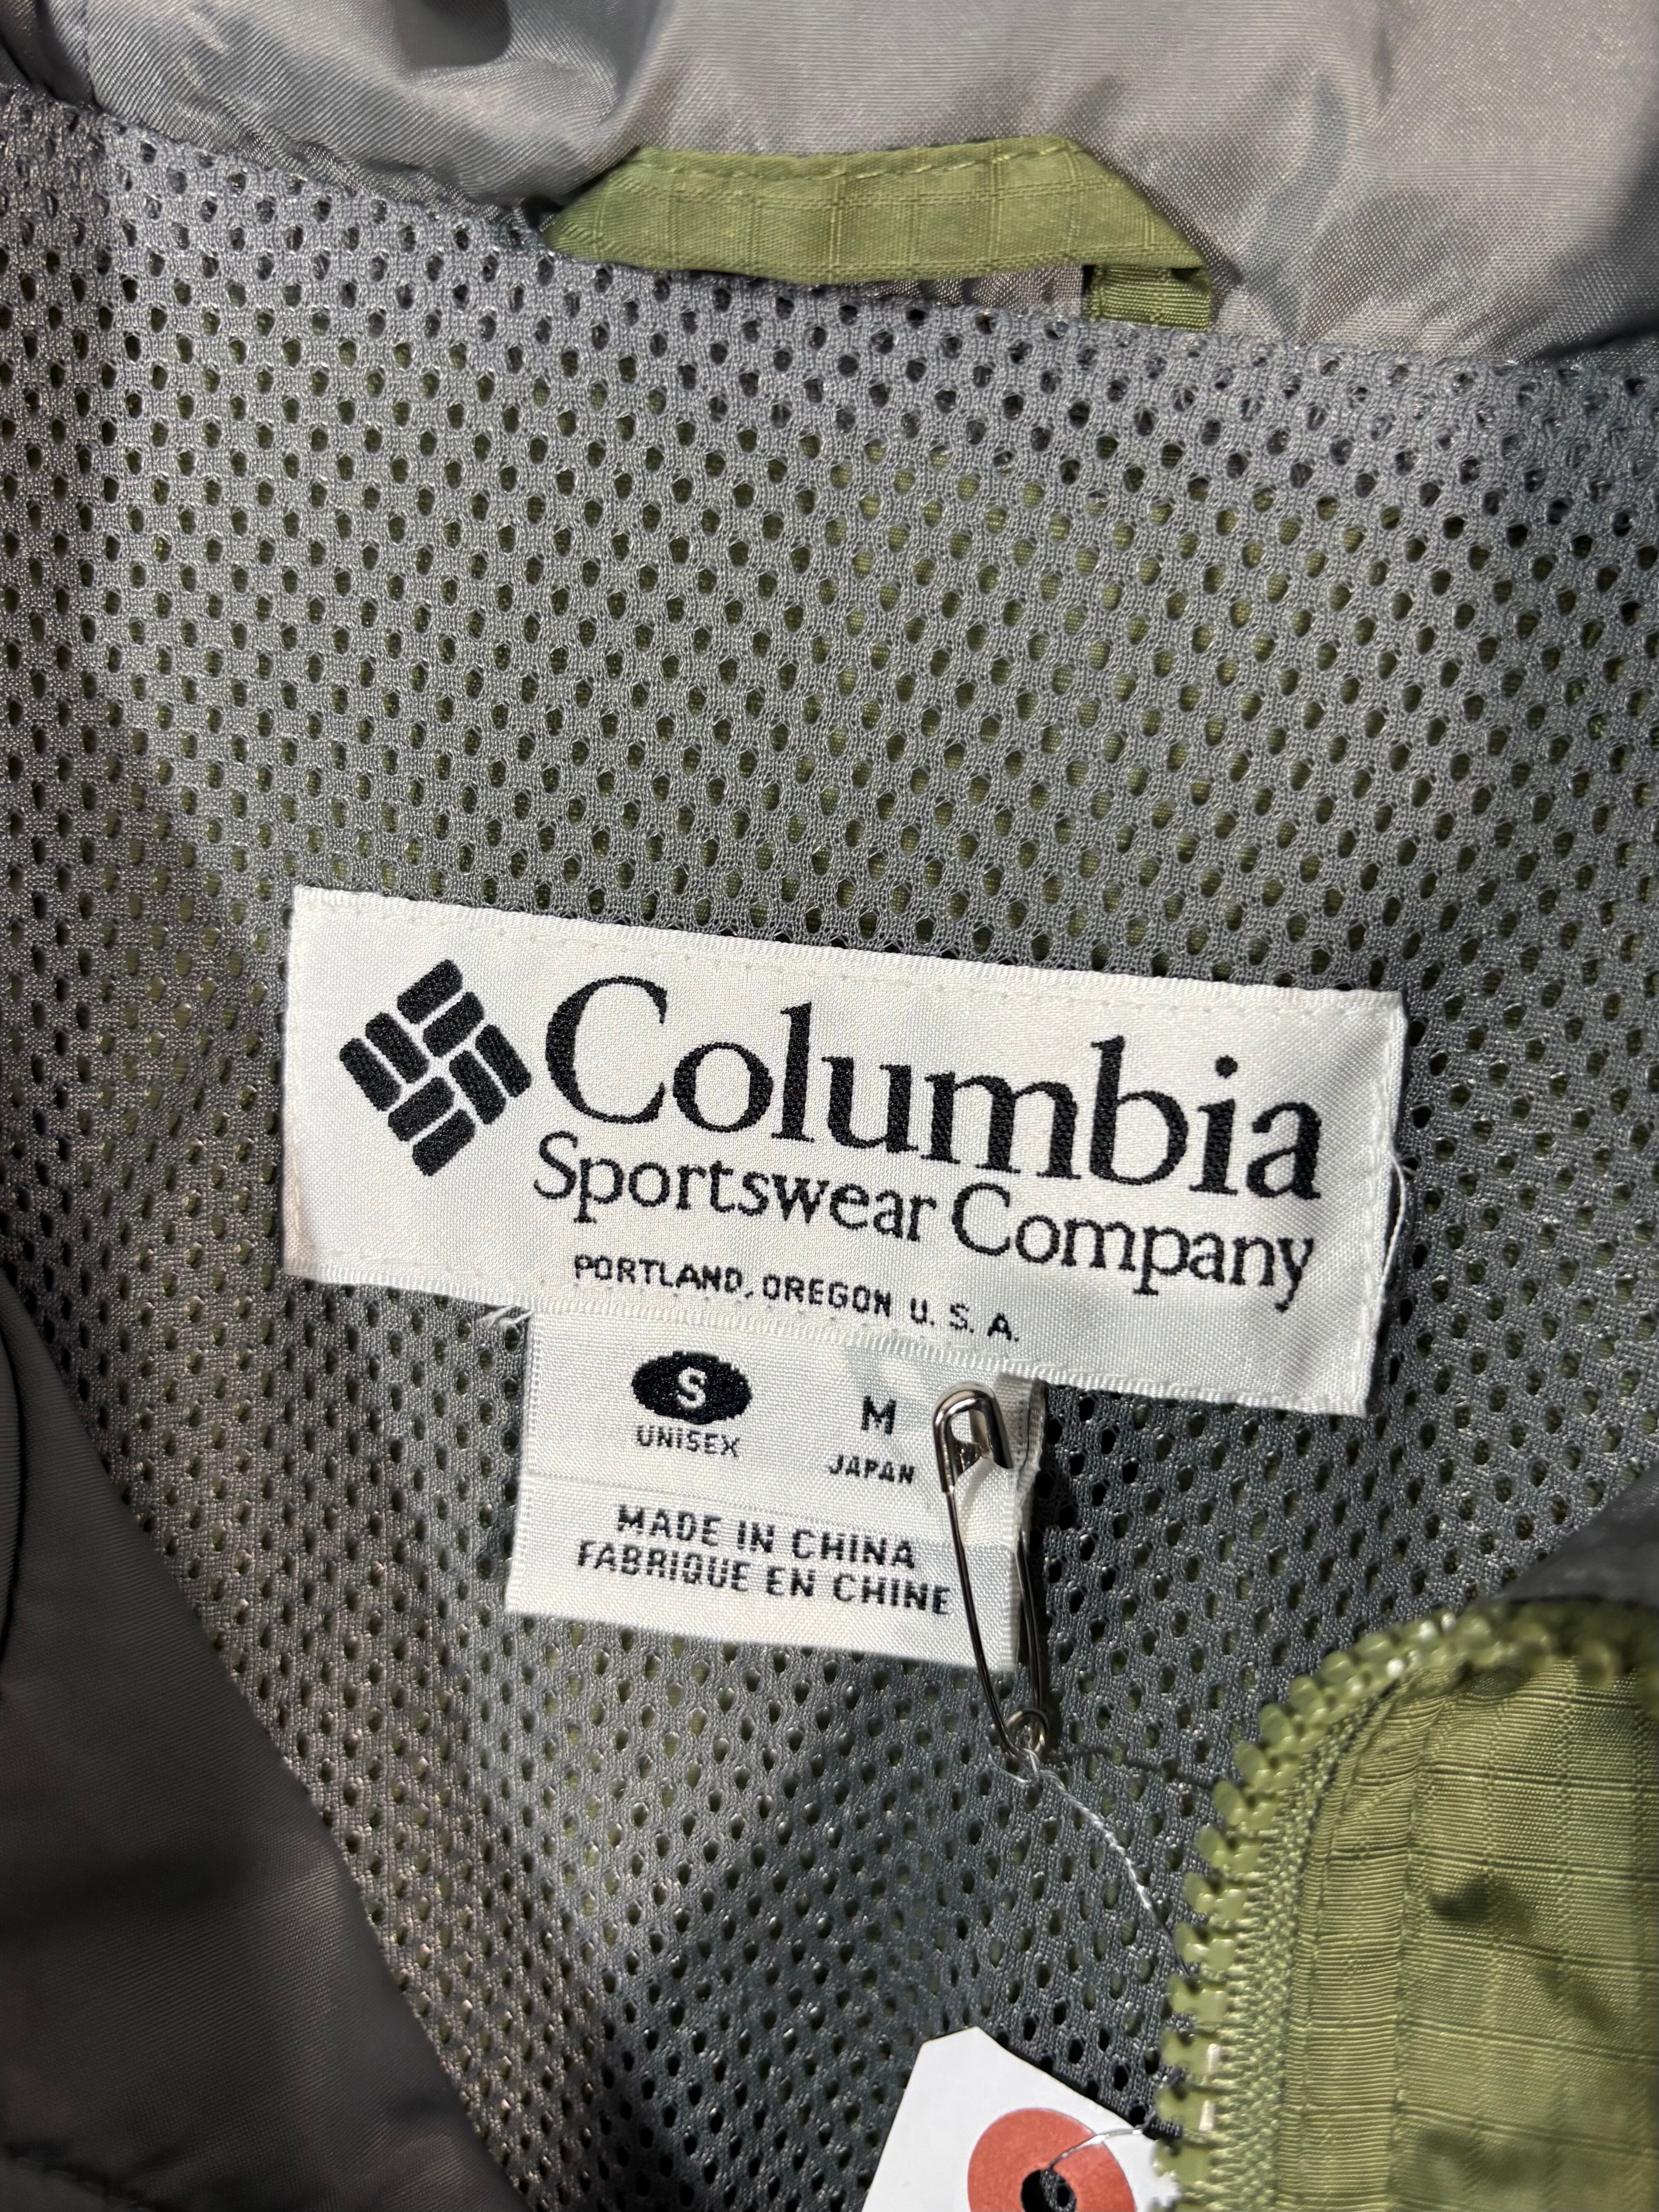 Columbia
Sportswear Company
PORTLAND, OREGON U.S.A.
S M
UNISEX JAPAN
MADE IN CHINA
FABRIQUE EN CHINE